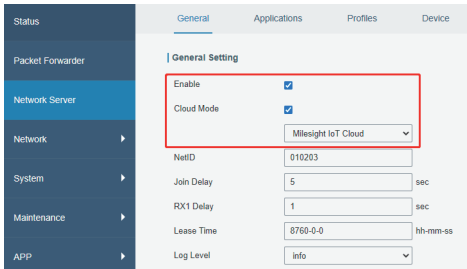 Status
Packet Forwarder
Network Server
Network
System
Maintenance
APP
General Applications Profiles Device
General Setting
Enable
Cloud Mode
Milesight IoT Cloud
NetID 010203
Join Delay 5 sec
RX1 Delay 1 sec
Lease Time 8760-0-0 hh-mm-ss
Log Level info